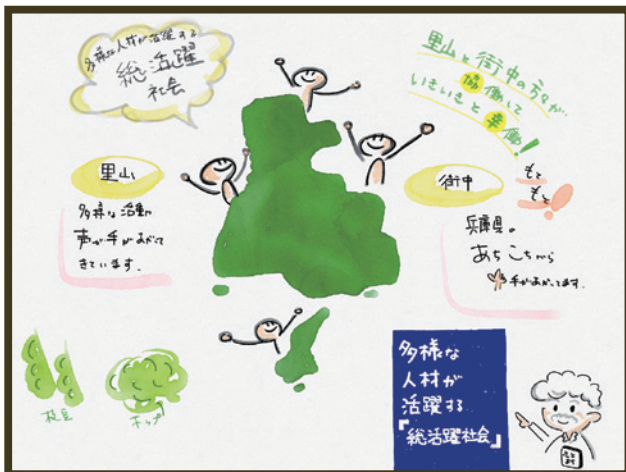 多様な人材が活躍する
総活躍
社会
里山と街中の方々が
協働して
いきいきと幸働!
里山
多様な活動の
声が手があがって
きています。
街中
もっと
もっと!
兵庫県の
あちこちから
手があがってます。
枝豆
ホップ
多様な
人材が
活躍する
「総活躍社会」